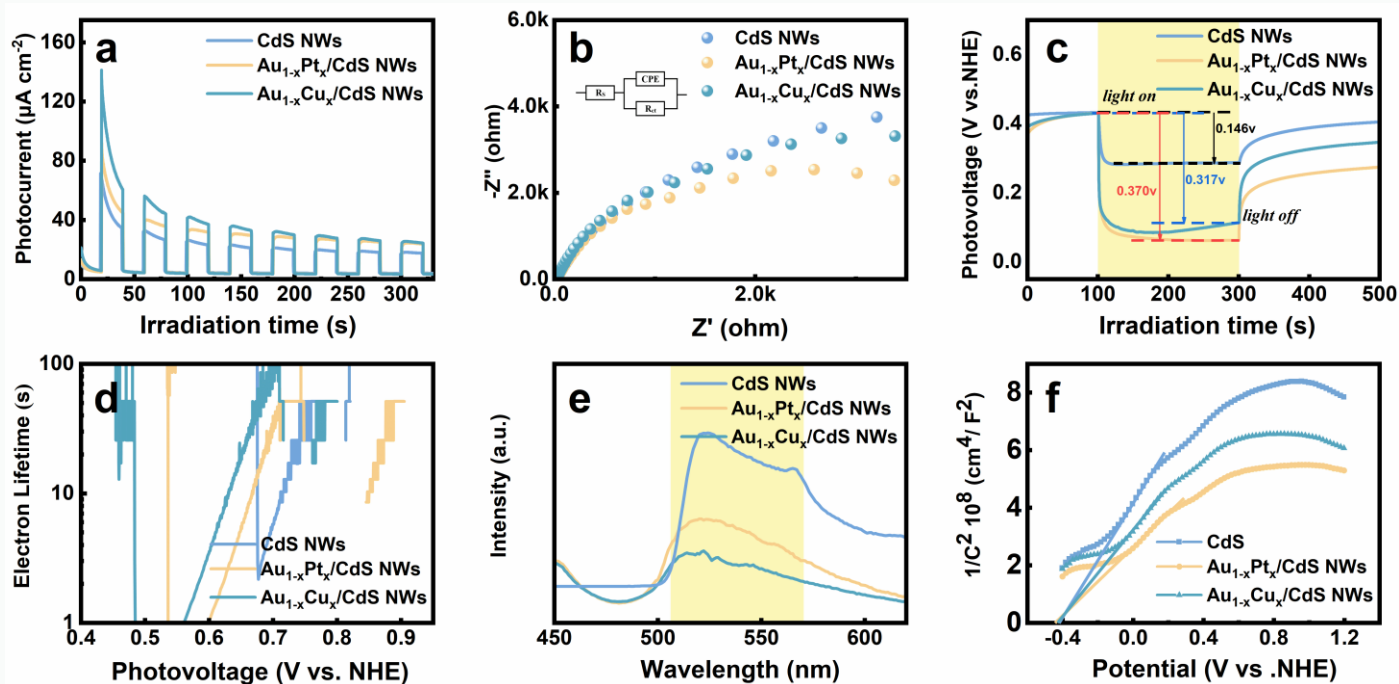 a
CdS NWs
Au1-xPtx/CdS NWs
Au1-xCux/CdS NWs
Photocurrent (µA cm-2)
160
120
80
40
0
0 50 100 150 200 250 300
Irradiation time (s)
b
CdS NWs
Au1-xPtx/CdS NWs
Au1-xCux/CdS NWs
CPE
-Z'' (ohm)
6.0k
4.0k
2.0k
0.0
0.0 2.0k
Z' (ohm)
c
CdS NWs
Au1-xPtx/CdS NWs
Au1-xCux/CdS NWs
light on
0.146v
0.317v
0.370v
light off
Photovoltage (V vs.NHE)
0.6
0.4
0.2
0.0
0 100 200 300 400 500
Irradiation time (s)
d
CdS NWs
Au1-xPtx/CdS NWs
Au1-xCux/CdS NWs
Electron Lifetime (s)
100
10
1
0.4 0.5 0.6 0.7 0.8 0.9
Photovoltage (V vs. NHE)
e
CdS NWs
Au1-xPtx/CdS NWs
Au1-xCux/CdS NWs
Intensity (a.u.)
450 500 550 600
Wavelength (nm)
f
CdS
Au1-xPtx/CdS NWs
Au1-xCux/CdS NWs
1/C2 108 (cm4/ F2)
8
6
4
2
0
-0.4 0.0 0.4 0.8 1.2
Potential (V vs .NHE)